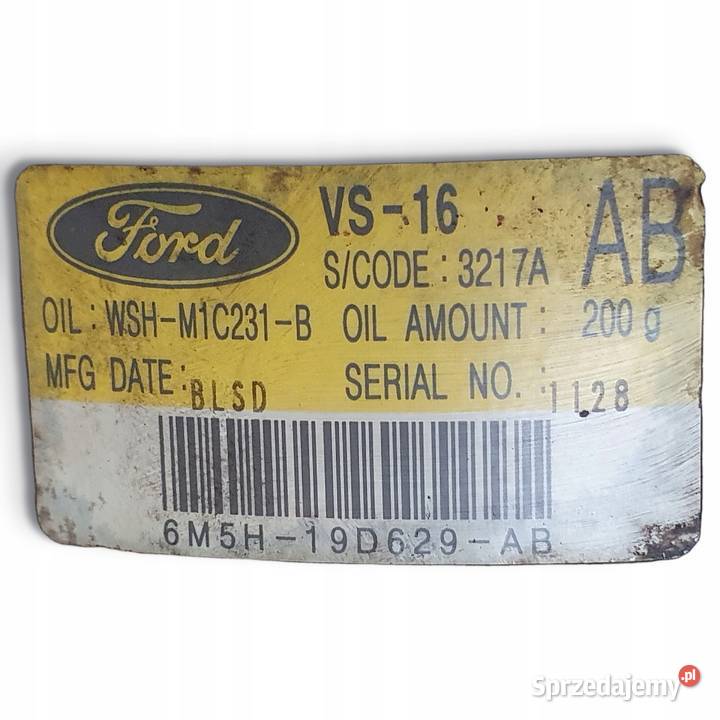 Ford VS-16 AB
S/CODE : 3217A
OIL : WSH-M1C231-B OIL AMOUNT : 200 g
MFG DATE : BLSD SERIAL NO. : 1128
6M5H-19D629-AB
Sprzedajemy.pl